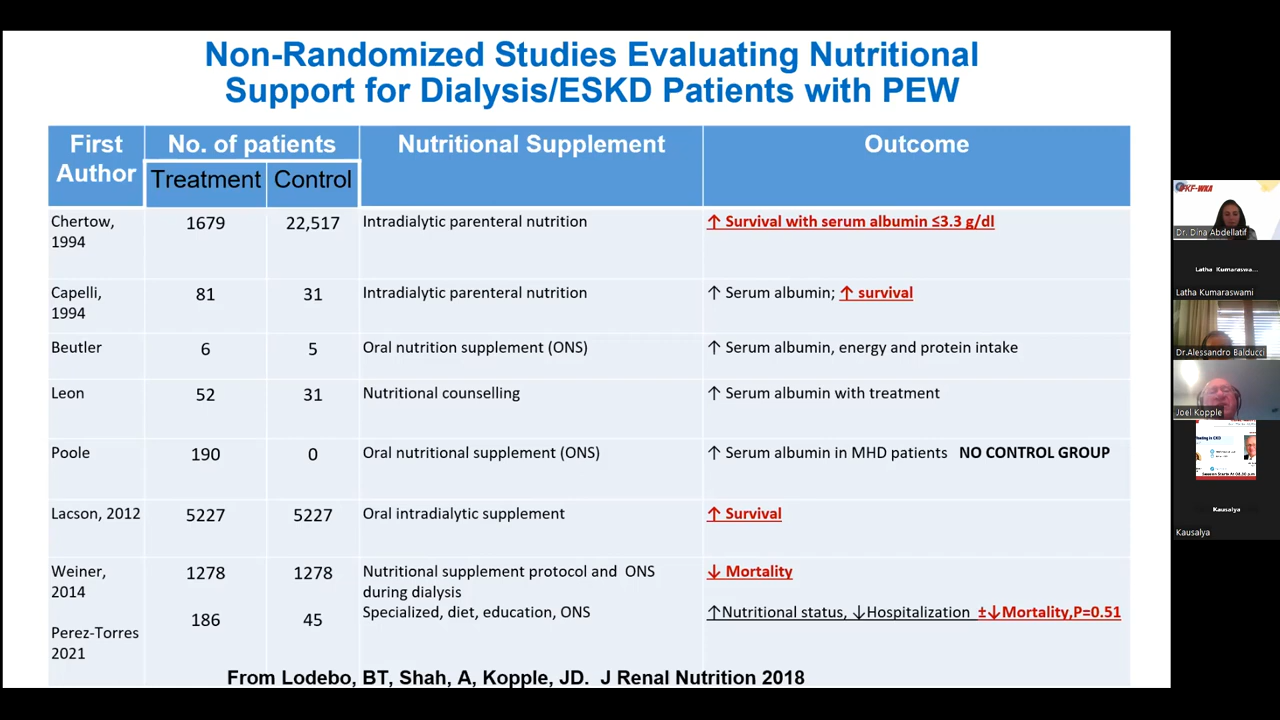 Non-Randomized Studies Evaluating Nutritional
Support for Dialysis/ESKD Patients with PEW
First Author
No. of patients
Nutritional Supplement
Outcome
Treatment
Control
Chertow, 1994
1679
22,517
Intradialytic parenteral nutrition
↑ Survival with serum albumin ≤3.3 g/dl
Capelli, 1994
81
31
Intradialytic parenteral nutrition
↑ Serum albumin; ↑ survival
Beutler
6
5
Oral nutrition supplement (ONS)
↑ Serum albumin, energy and protein intake
Leon
52
31
Nutritional counselling
↑ Serum albumin with treatment
Poole
190
0
Oral nutritional supplement (ONS)
↑ Serum albumin in MHD patients NO CONTROL GROUP
Lacson, 2012
5227
5227
Oral intradialytic supplement
↑ Survival
Weiner, 2014
1278
1278
Nutritional supplement protocol and ONS
during dialysis
↓ Mortality
Perez-Torres 2021
186
45
Specialized, diet, education, ONS
↑Nutritional status, ↓Hospitalization ±↓Mortality,P=0.51
From Lodebo, BT, Shah, A, Kopple, JD. J Renal Nutrition 2018
Dr. Dina Abdellatif
Latha Kumaraswa...
Latha Kumaraswami
Dr.Alessandro Balducci
Joel Kopple
Kausalya
Kausalya